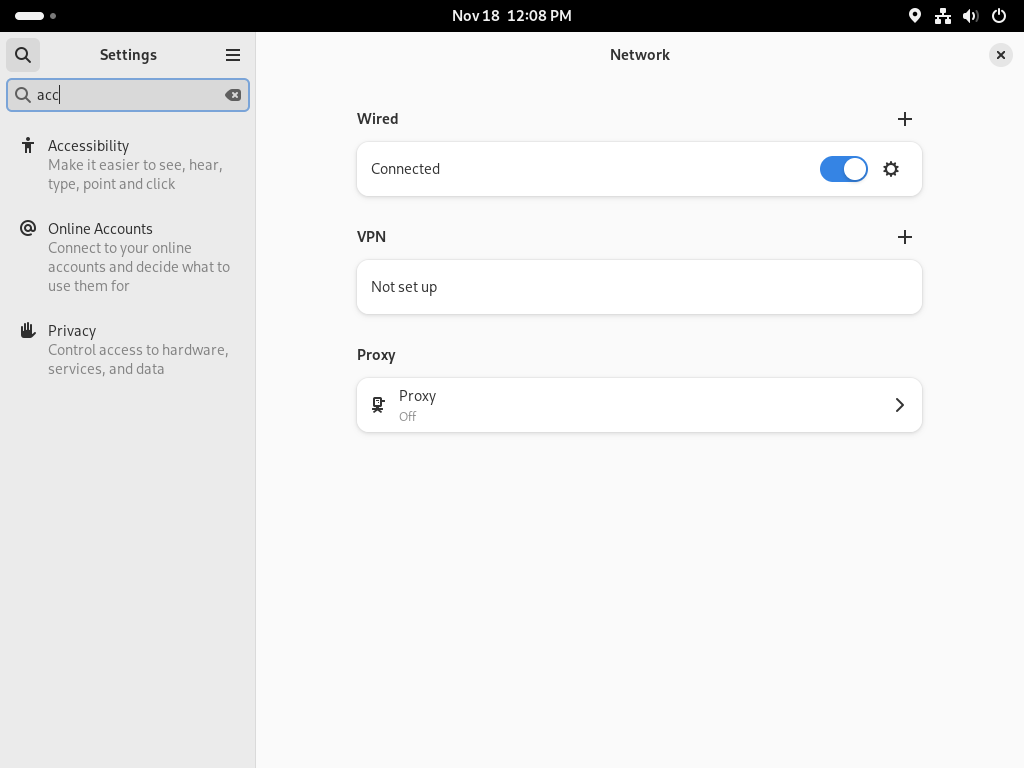 Nov 18 12:08 PM
Settings
acc
Accessibility
Make it easier to see, hear,
type, point and click
Online Accounts
Connect to your online
accounts and decide what to
use them for
Privacy
Control access to hardware,
services, and data
Network
Wired
Connected
VPN
Not set up
Proxy
Proxy
Off